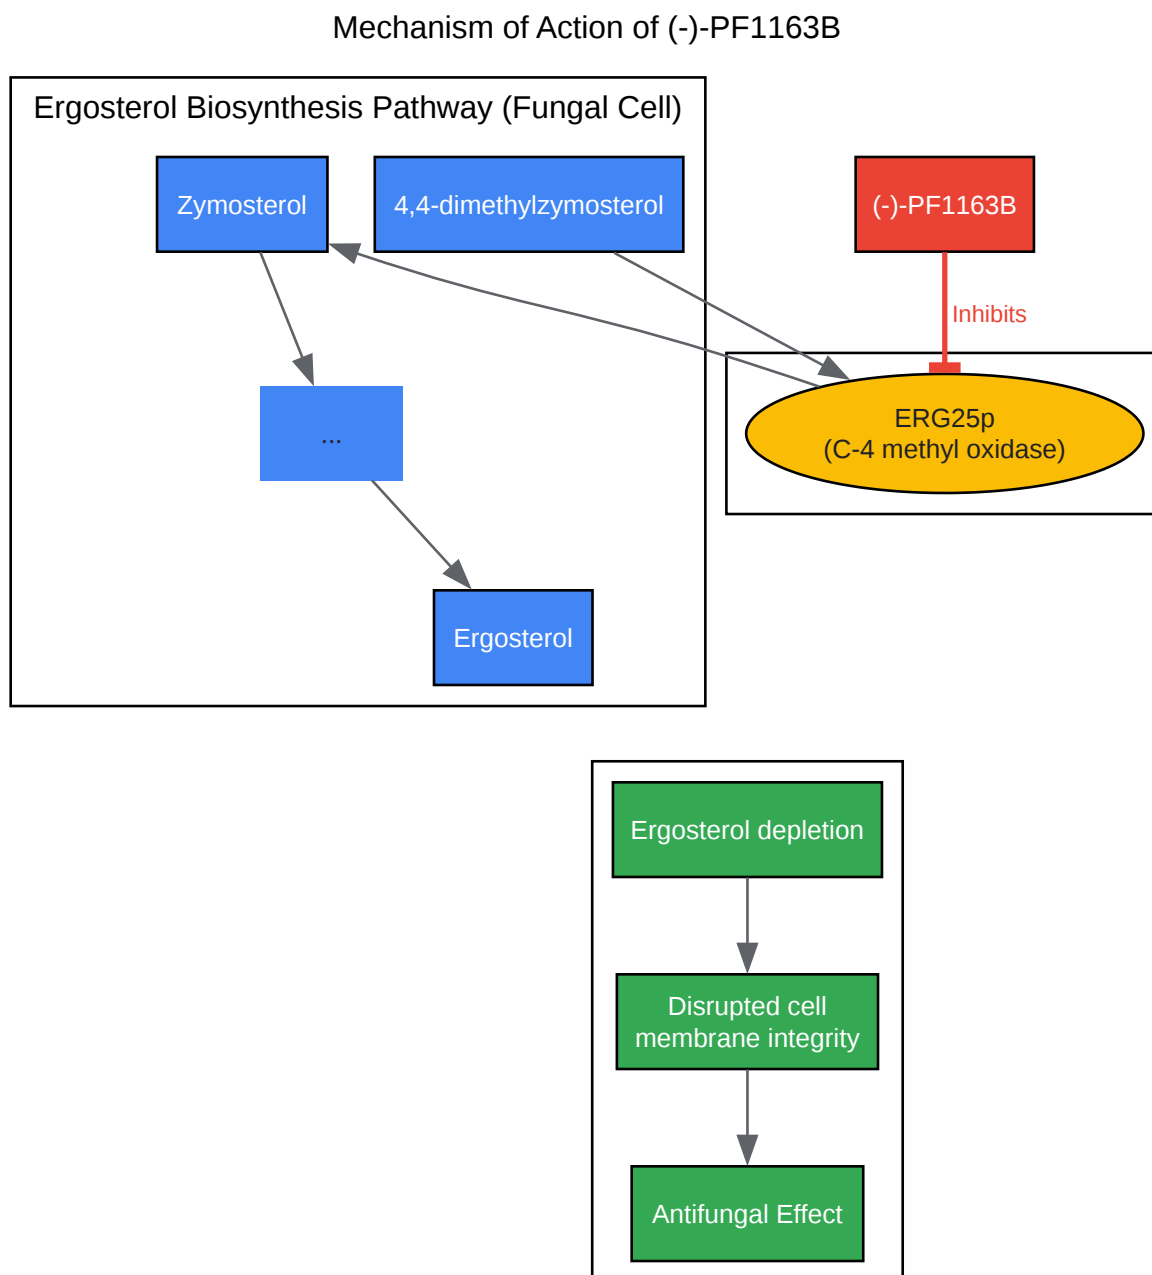 Mechanism of Action of (-)-PF1163B
Ergosterol Biosynthesis Pathway (Fungal Cell)
Zymosterol
4,4-dimethylzymosterol
(-)-PF1163B
Inhibits
ERG25p
(C-4 methyl oxidase)
...
Ergosterol
Ergosterol depletion
Disrupted cell
membrane integrity
Antifungal Effect